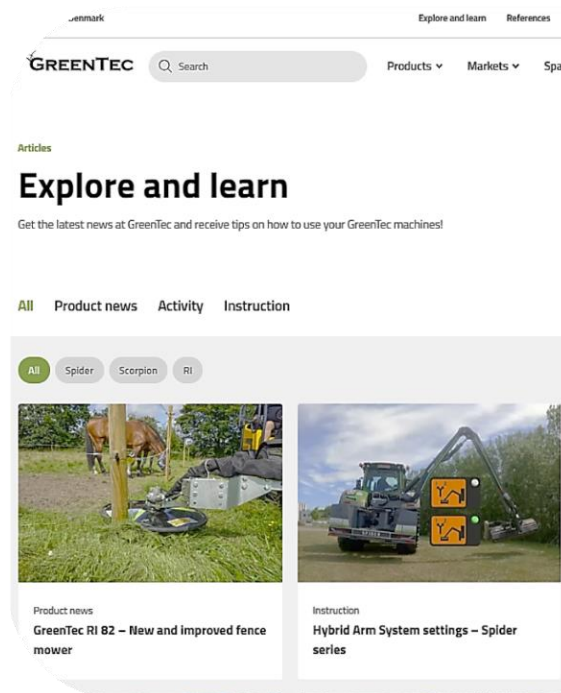 Denmark
Explore and learn
References
GREENTEC
Search
Products
Markets
Articles
Explore and learn
Get the latest news at GreenTec and receive tips on how to use your GreenTec machines!
All
Product news
Activity
Instruction
All
Spider
Scorpion
RI
SPIDER
Product news
GreenTec RI 82 – New and improved fence
mower
Instruction
Hybrid Arm System settings – Spider
series